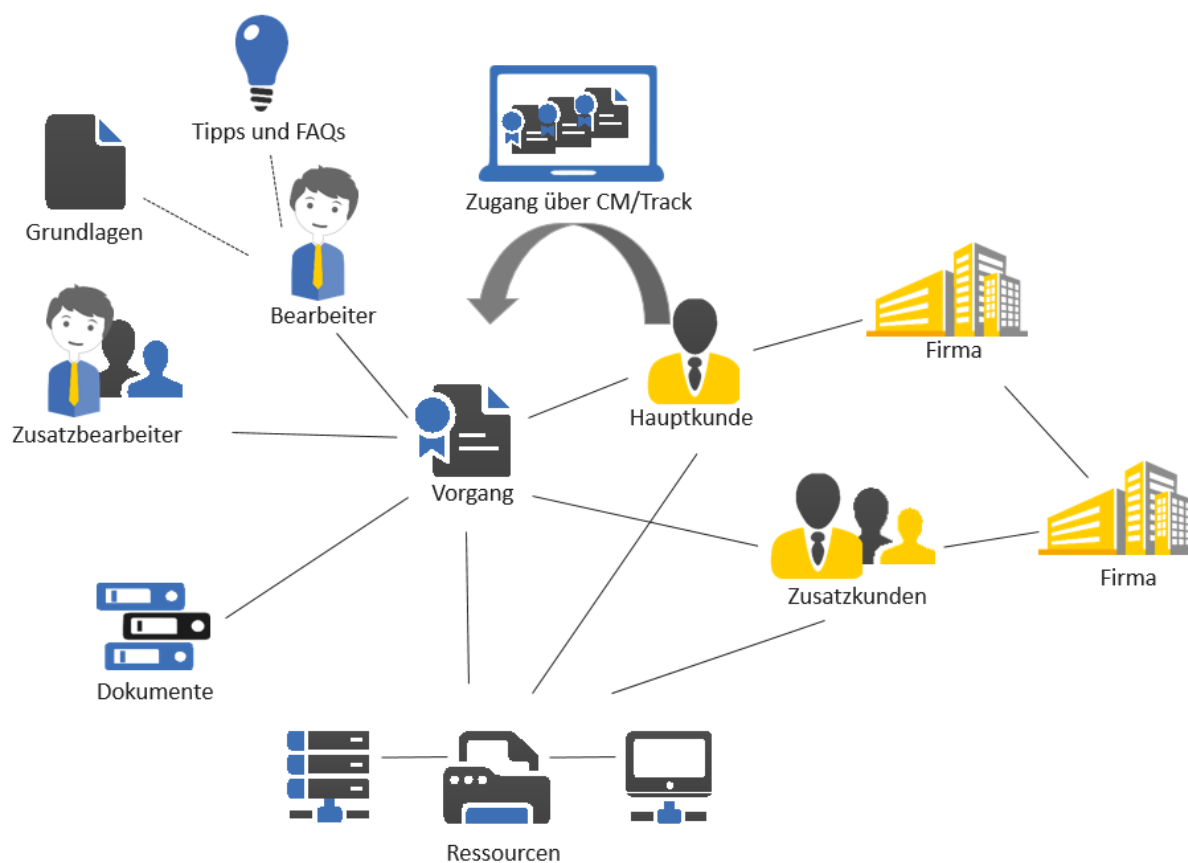 Tipps und FAQs
Zugang über CM/Track
Grundlagen
Bearbeiter
Firma
Hauptkunde
Zusatzbearbeiter
Vorgang
Firma
Zusatzkunden
Dokumente
Ressourcen